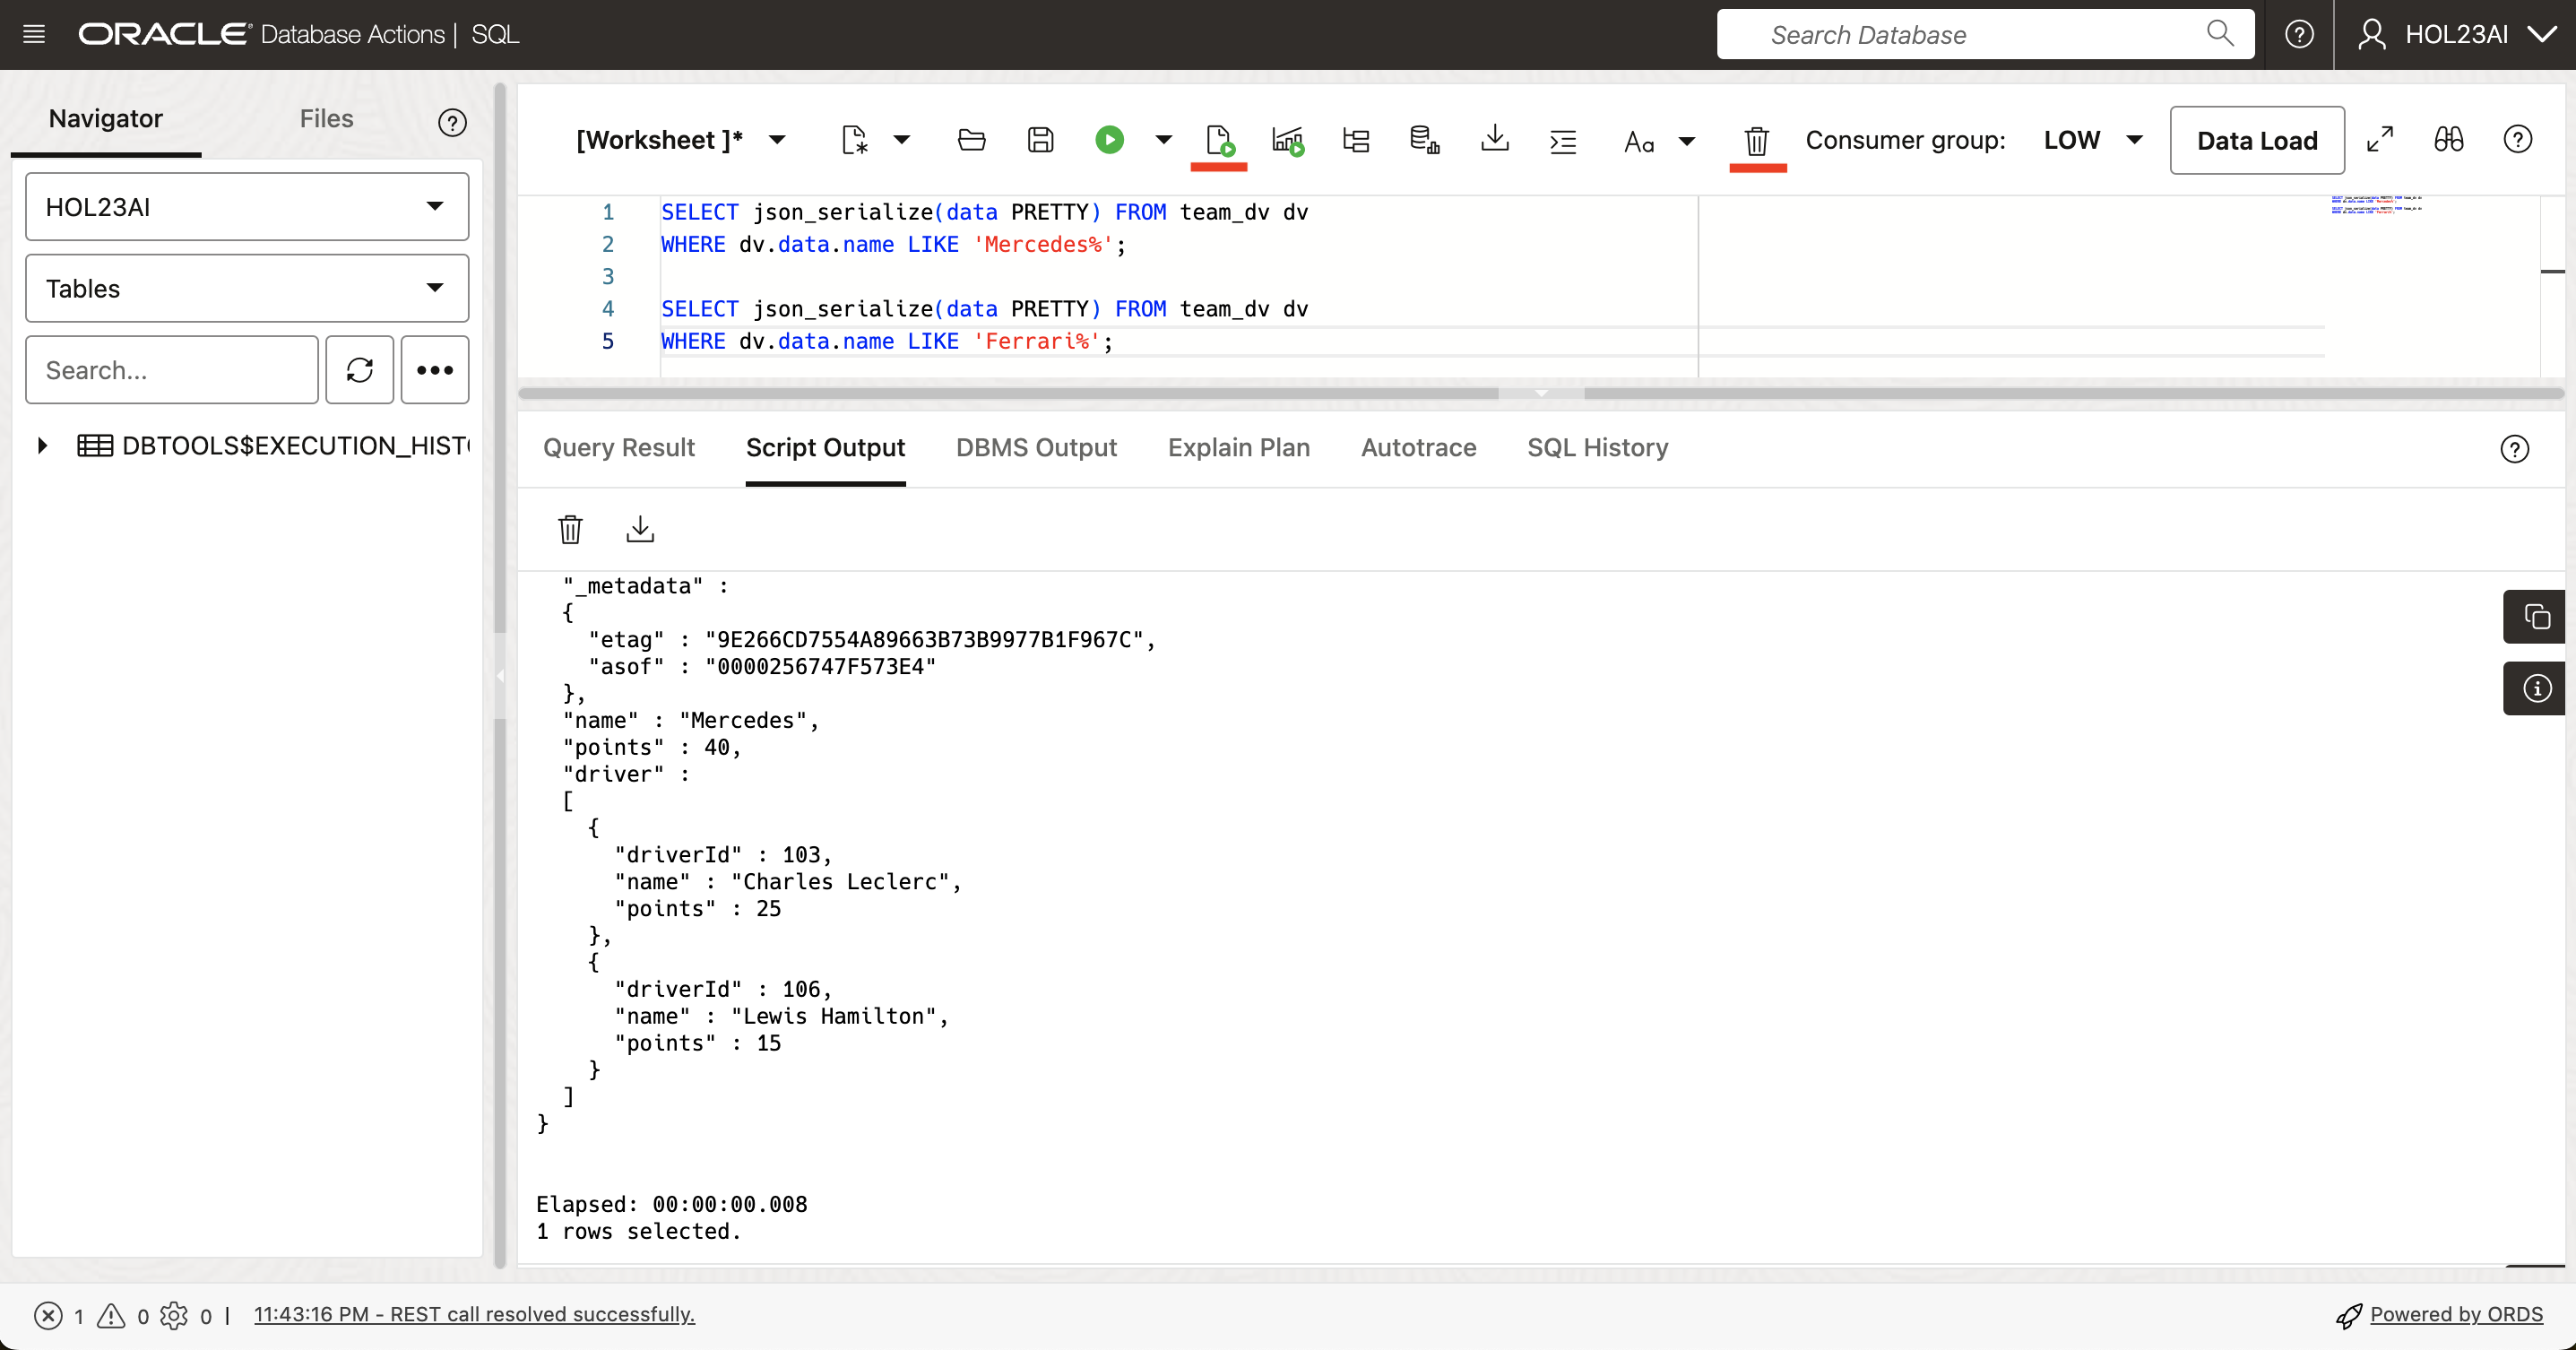 ORACLE Database Actions | SQL
Search Database
HOL23AI
Navigator
Files
HOL23AI
Tables
Search...
DBTOOLS$EXECUTION_HIST
[Worksheet ]*
Aa
Consumer group:
LOW
Data Load
1 SELECT json_serialize(data PRETTY) FROM team_dv dv
2 WHERE dv.data.name LIKE 'Mercedes%';
3
4 SELECT json_serialize(data PRETTY) FROM team_dv dv
5 WHERE dv.data.name LIKE 'Ferrari%';
Query Result
Script Output
DBMS Output
Explain Plan
Autotrace
SQL History
"_metadata" :
{
"etag" : "9E266CD7554A89663B73B9977B1F967C",
"asof" : "0000256747F573E4"
},
"name" : "Mercedes",
"points" : 40,
"driver" :
[
{
"driverId" : 103,
"name" : "Charles Leclerc",
"points" : 25
},
{
"driverId" : 106,
"name" : "Lewis Hamilton",
"points" : 15
}
]
}
Elapsed: 00:00:00.008
1 rows selected.
1 0 0 | 11:43:16 PM - REST call resolved successfully.
Powered by ORDS